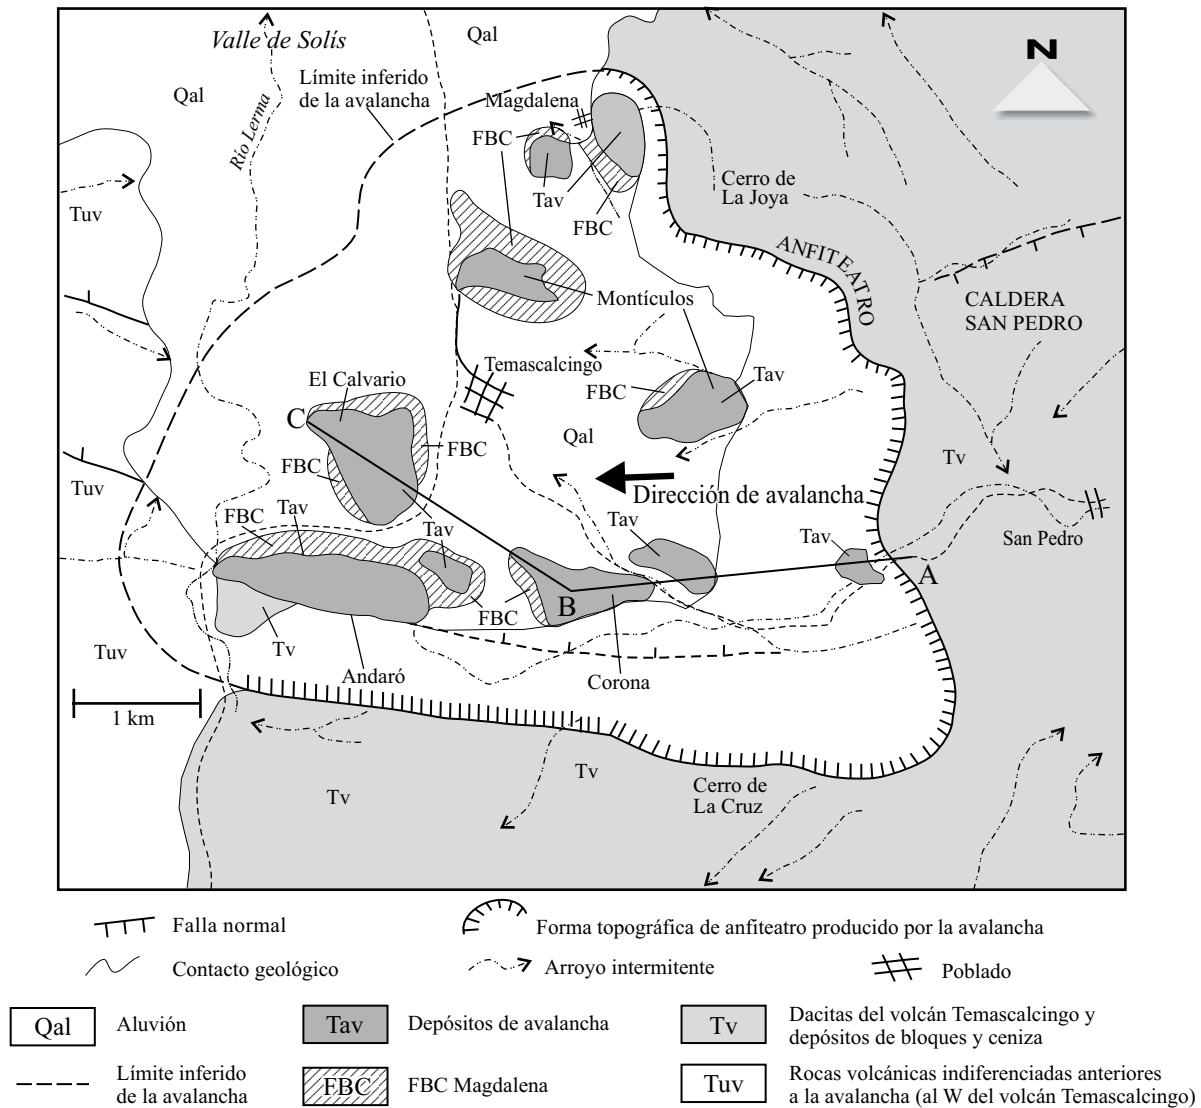 Valle de Solís
Qal
N
Límite inferido
de la avalancha
Qal
Magdalena
Río Lerma
FBC
Cerro de
La Joya
Tuv
Tav
FBC
ANFITEATRO
CALDERA
SAN PEDRO
Montículos
Temascalcingo
El Calvario
FBC
Tav
C
Qal
FBC
FBC
Tv
Tuv
Dirección de avalancha
FBC
Tav
Tav
Tav
Tav
San Pedro
A
B
FBC
Tuv
Tv
Andaró
Corona
1 km
Tv
Cerro de
La Cruz
Tv
Falla normal
Forma topográfica de anfiteatro producido por la avalancha
Contacto geológico
Arroyo intermitente
Poblado
Qal
Aluvión
Tav
Depósitos de avalancha
Tv
Dacitas del volcán Temascalcingo y
depósitos de bloques y ceniza
Límite inferido
de la avalancha
FBC
FBC Magdalena
Tuv
Rocas volcánicas indiferenciadas anteriores
a la avalancha (al W del volcán Temascalcingo)